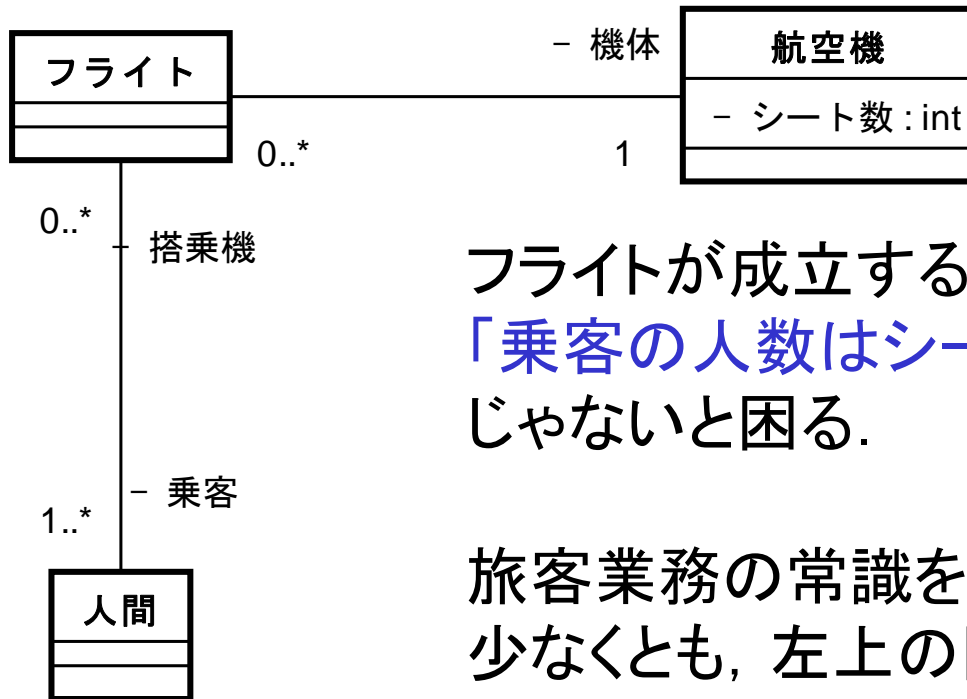 フライト
- 機体
航空機
- シート数 : int
0..*
1
0..*
- 搭乗機
フライトが成立する
「乗客の人数はシー
じゃないと困る.
- 乗客
1..*
旅客業務の常識を
人間
少なくとも, 左上の